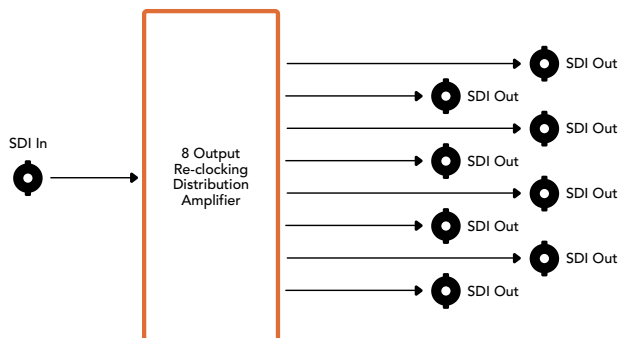 SDI In
8 Output
Re-clocking
Distribution
Amplifier
SDI Out
SDI Out
SDI Out
SDI Out
SDI Out
SDI Out
SDI Out
SDI Out